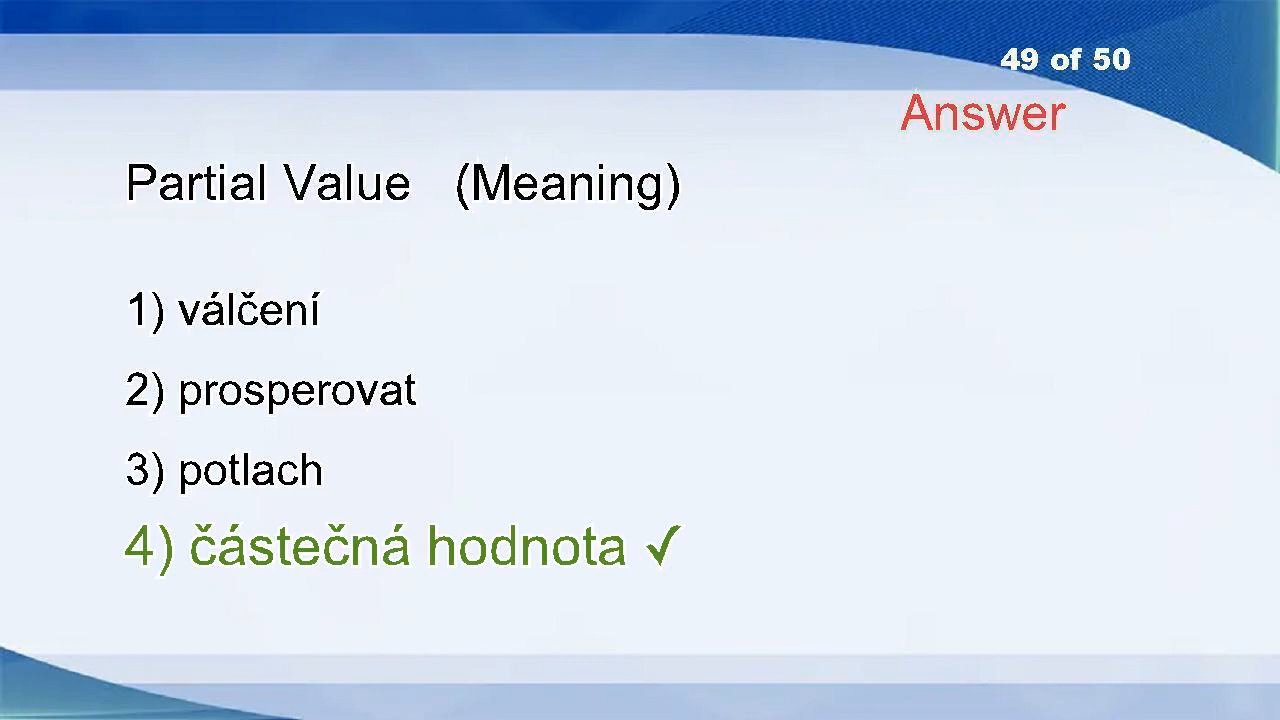 49 of 50
Answer
Partial Value (Meaning)
1) válčení
2) prosperovat
3) potlach
4) částečná hodnota ✓